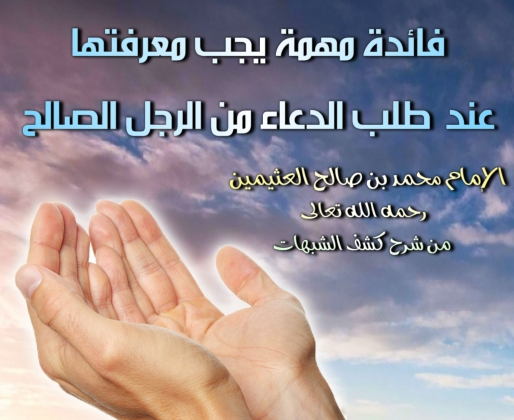 فائدة مهمة يجب معرفتها
عند طلب الدعاء من الرجل الصالح
الإمام محمد بن صالح العثيمين
رحمه الله تعالى
من شرح كشف الشبهات